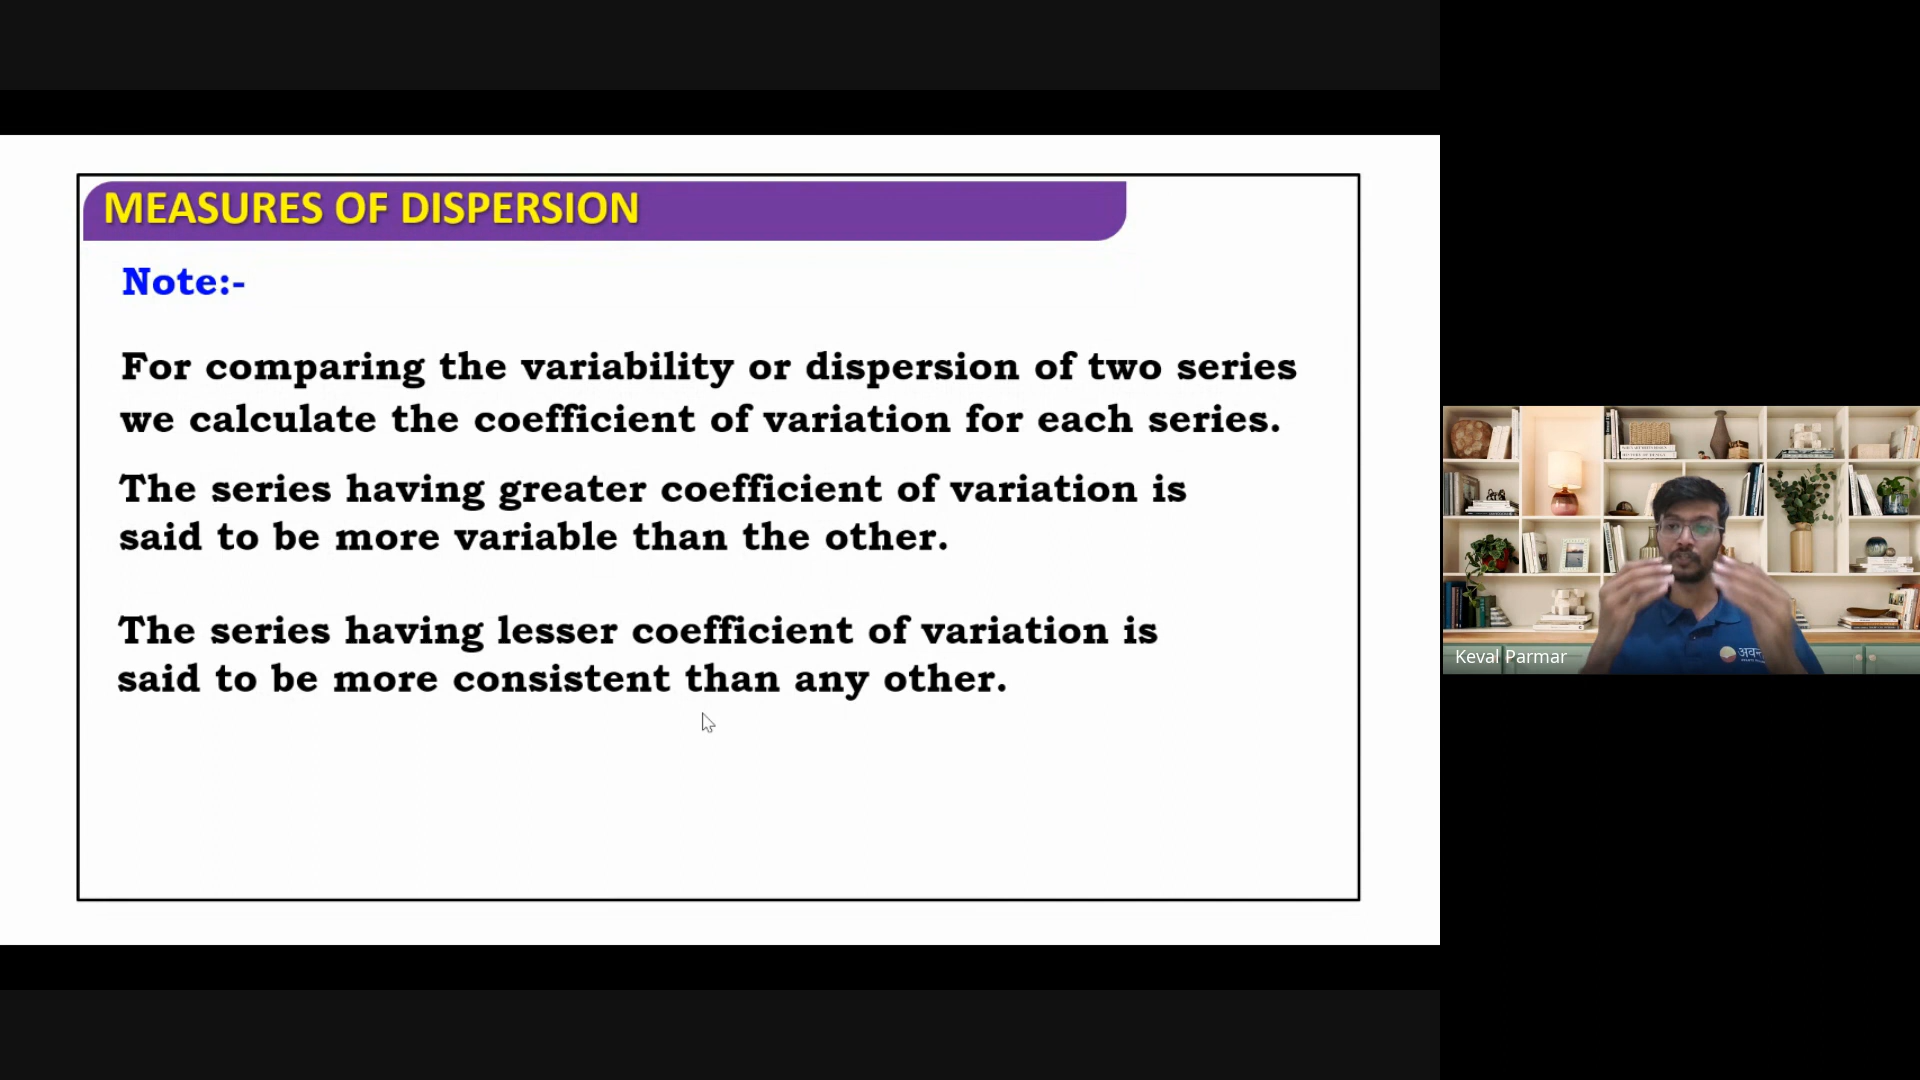 MEASURES OF DISPERSION
Note:-
For comparing the variability or dispersion of two series
we calculate the coefficient of variation for each series.
The series having greater coefficient of variation is
said to be more variable than the other.
The series having lesser coefficient of variation is
said to be more consistent than any other.
Keval Parmar